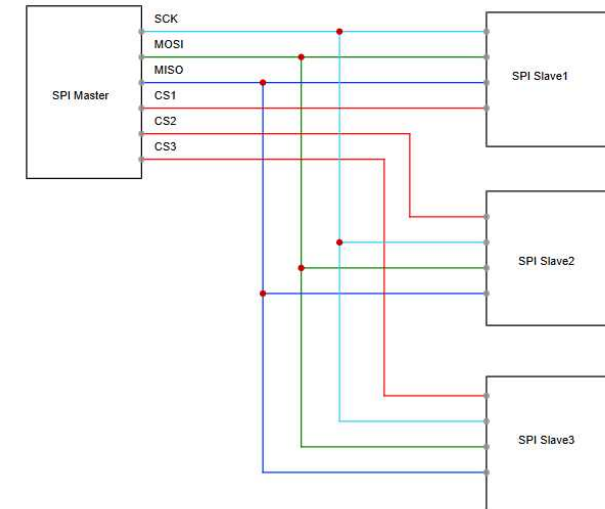 SCK
MOSI
MISO
CS1
CS2
CS3
SPI Master
SPI Slave1
SPI Slave2
SPI Slave3